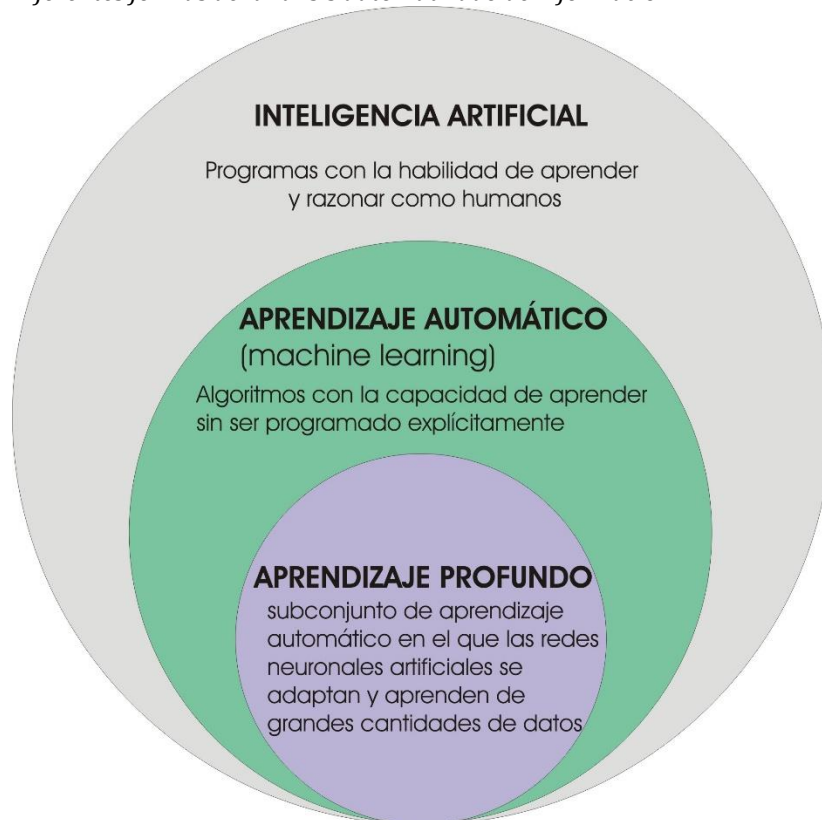 INTELIGENCIA ARTIFICIAL
Programas con la habilidad de aprender
y razonar como humanos
APRENDIZAJE AUTOMÁTICO
(machine learning)
Algoritmos con la capacidad de aprender
sin ser programado explícitamente
APRENDIZAJE PROFUNDO
subconjunto de aprendizaje
automático en el que las redes
neuronales artificiales se
adaptan y aprenden de
grandes cantidades de datos